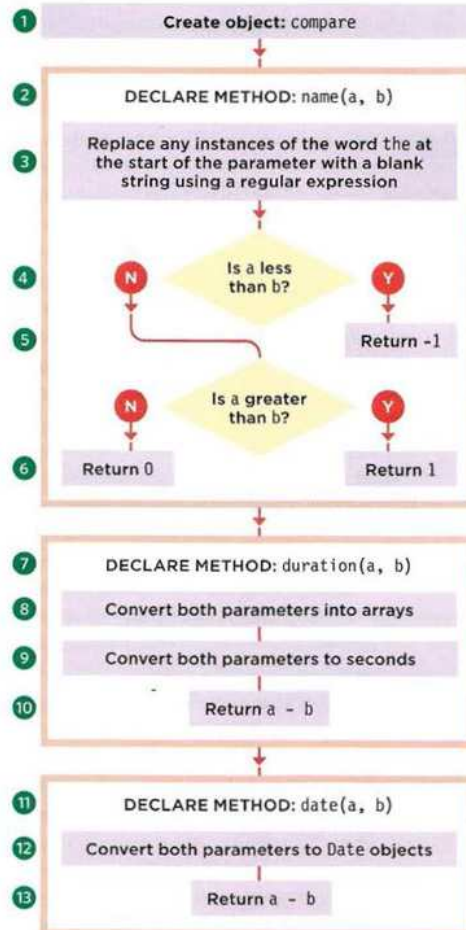 1 Create object: compare
2 DECLARE METHOD: name(a, b)
3 Replace any instances of the word the at
the start of the parameter with a blank
string using a regular expression
4 N Is a less Y
than b?
5 Return -1
N Is a greater Y
than b?
6 Return 0 Return 1
7 DECLARE METHOD: duration(a, b)
8 Convert both parameters into arrays
9 Convert both parameters to seconds
10 Return a - b
11 DECLARE METHOD: date(a, b)
12 Convert both parameters to Date objects
13 Return a - b